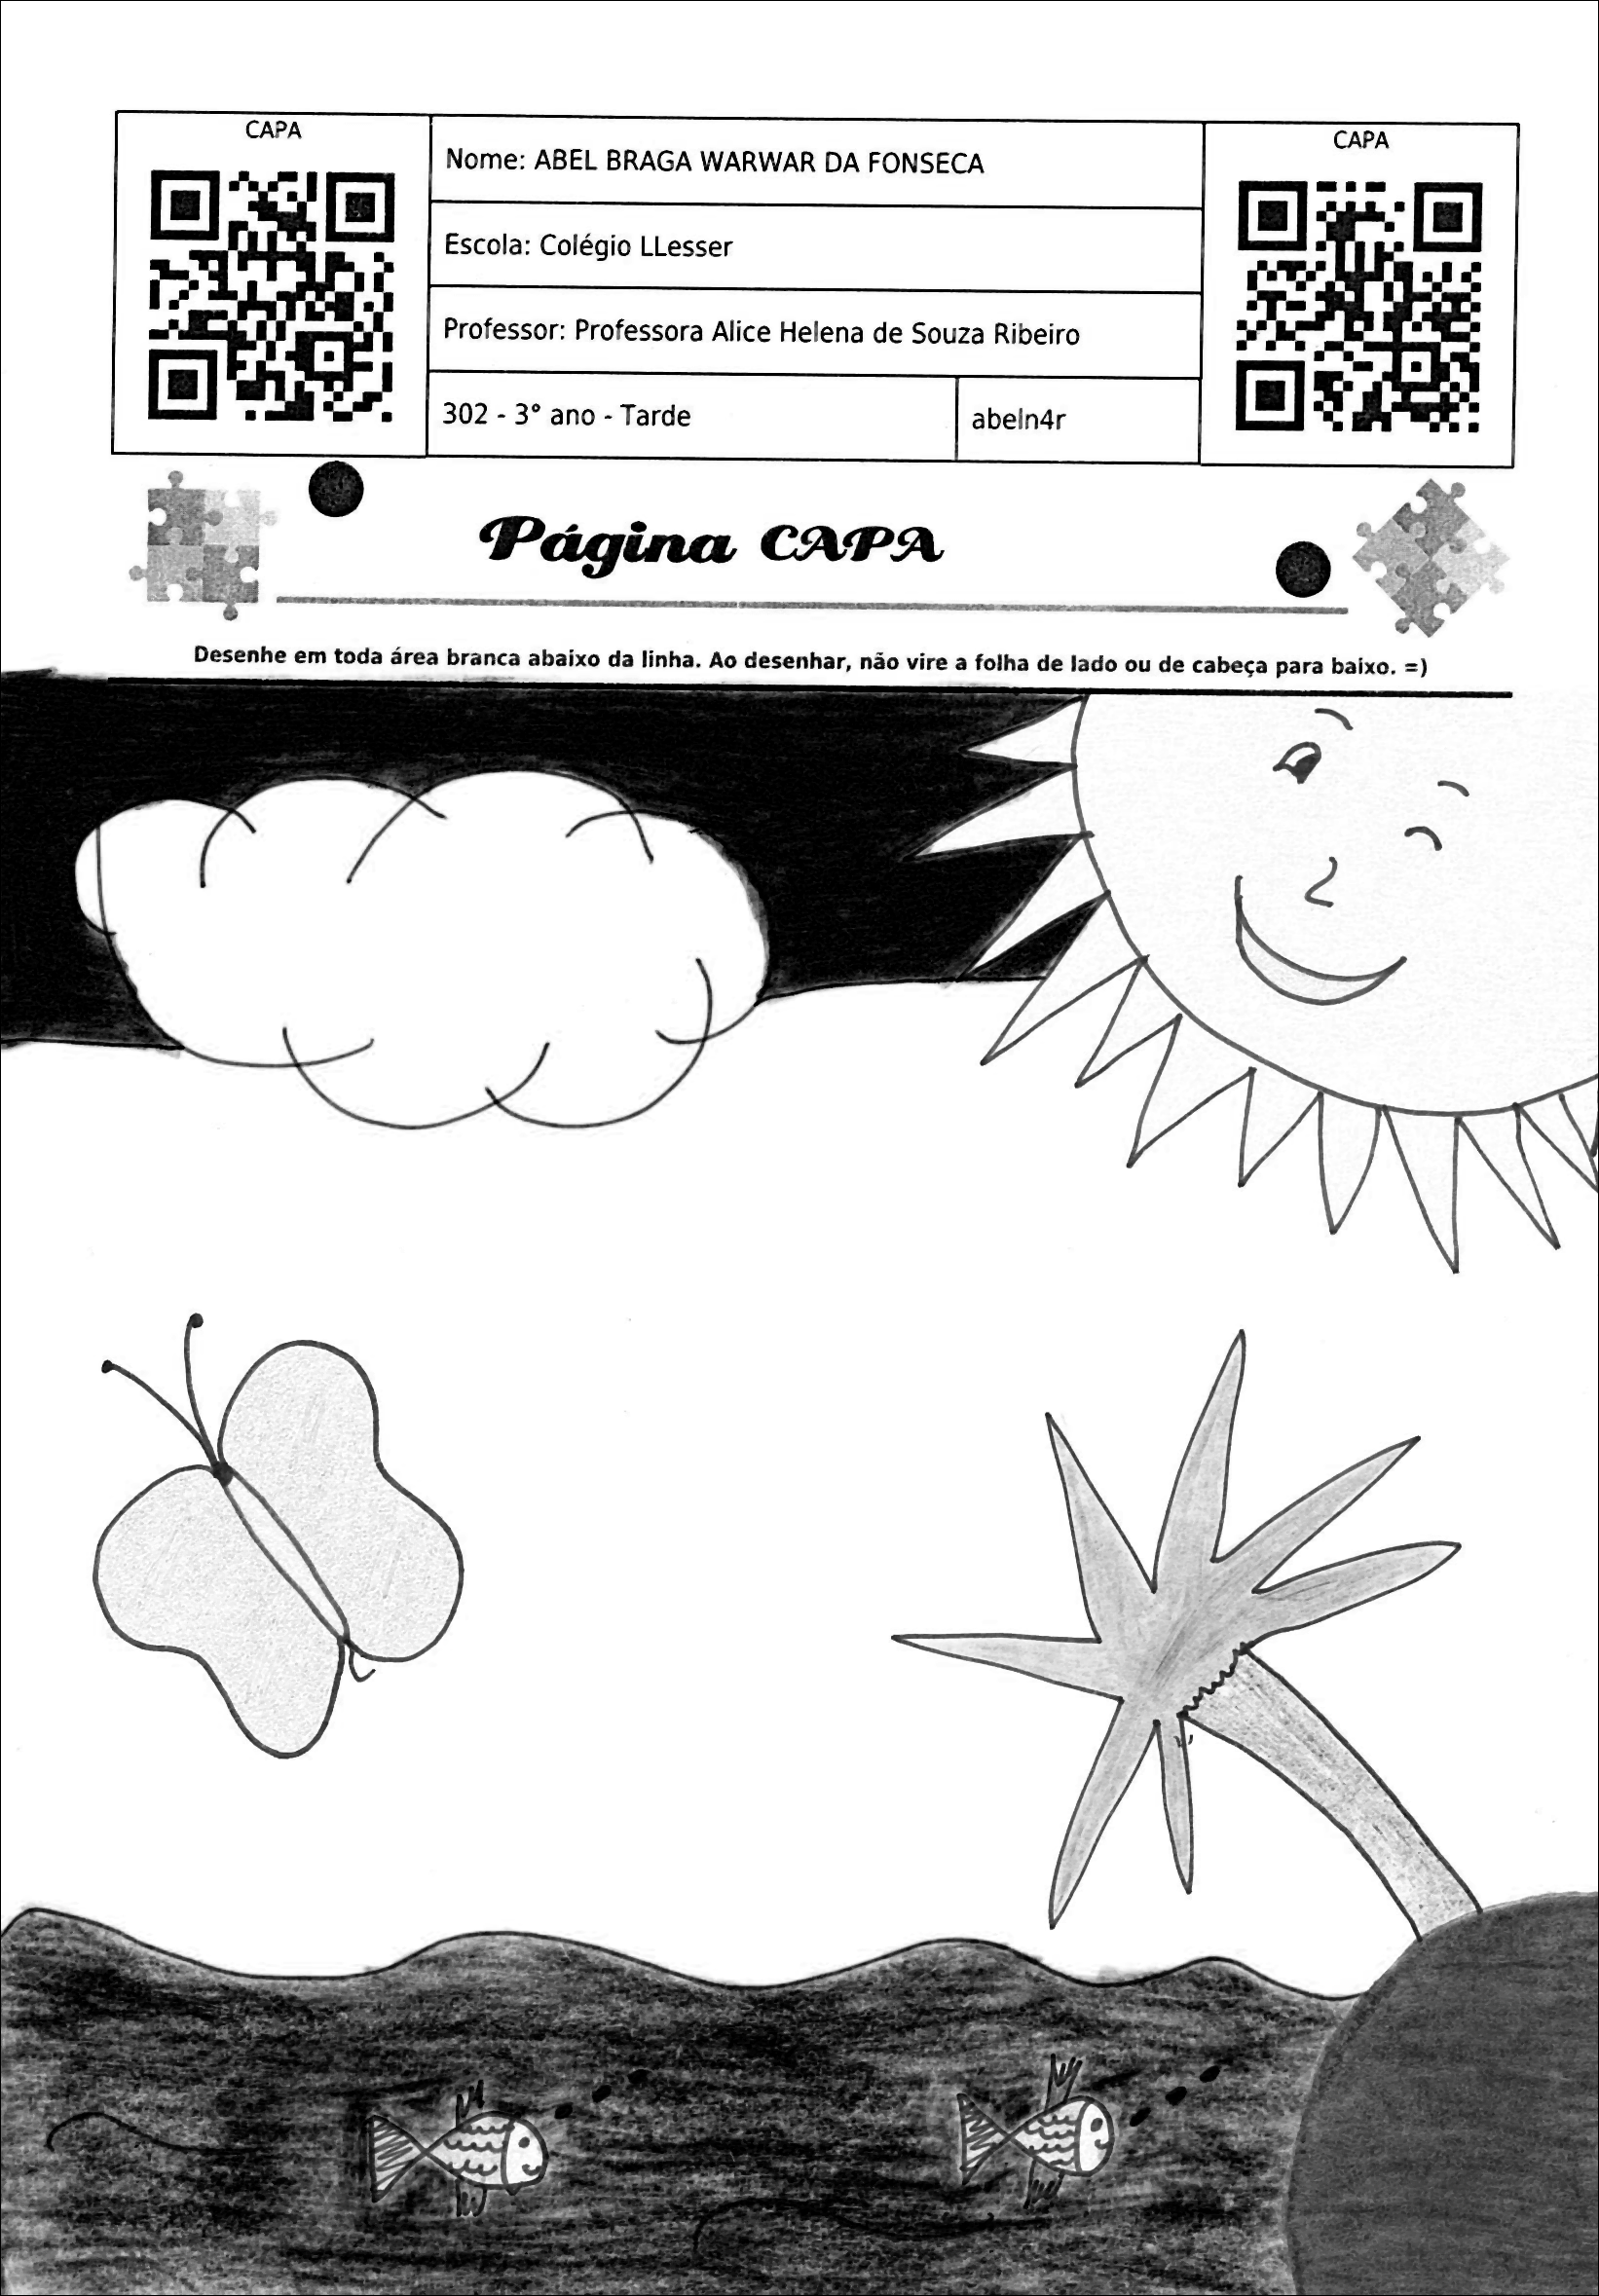 CAPA
Nome: ABEL BRAGA WARWAR DA FONSECA
CAPA
Escola: Colégio LLesser
Professor: Professora Alice Helena de Souza Ribeiro
302 - 3° ano - Tarde
abeln4r
Página CAPA
Desenhe em toda área branca abaixo da linha. Ao desenhar, não vire a folha de lado ou de cabeça para baixo. =)